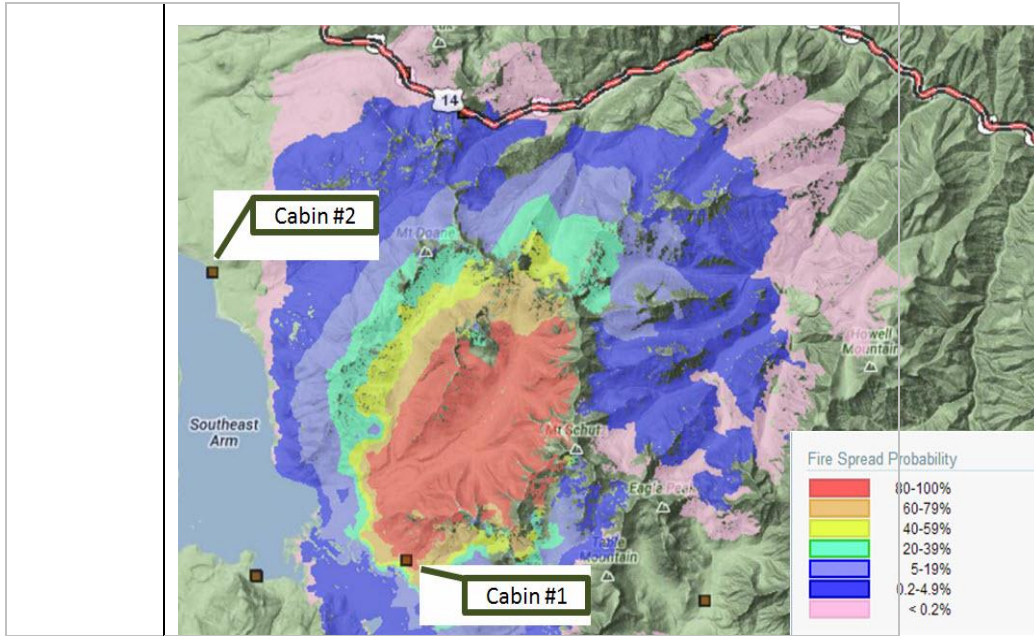 14
Cabin #2
Mt Doane
Howell
Mountain
Southeast
Arm
Mt Schurz
Eagle Peak
Table
Mountain
Cabin #1
Fire Spread Probability
80-100%
60-79%
40-59%
20-39%
5-19%
0.2-4.9%
< 0.2%